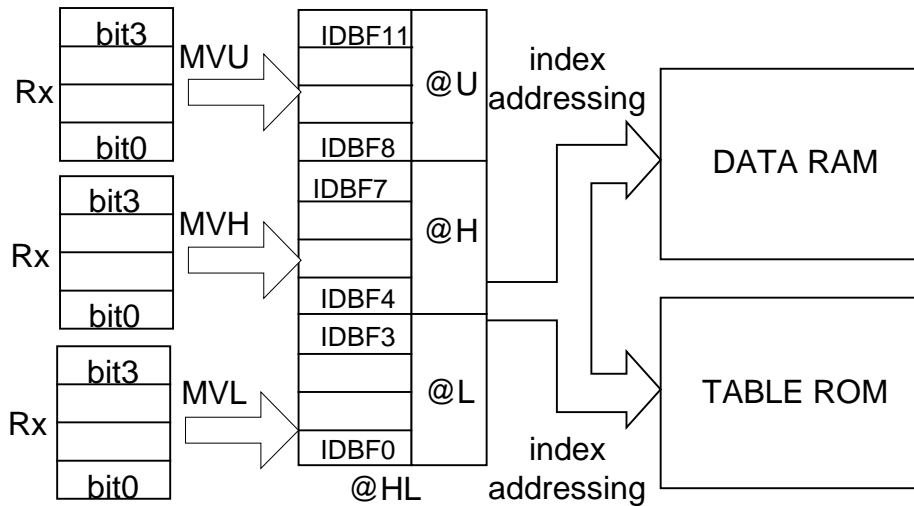 bit3
Rx
bit0
MVU
IDBF11
IDBF8
@U
index
addressing
DATA RAM
bit3
Rx
bit0
MVH
IDBF7
IDBF4
@H
bit3
Rx
bit0
MVL
IDBF3
IDBF0
@L
@HL
index
addressing
TABLE ROM